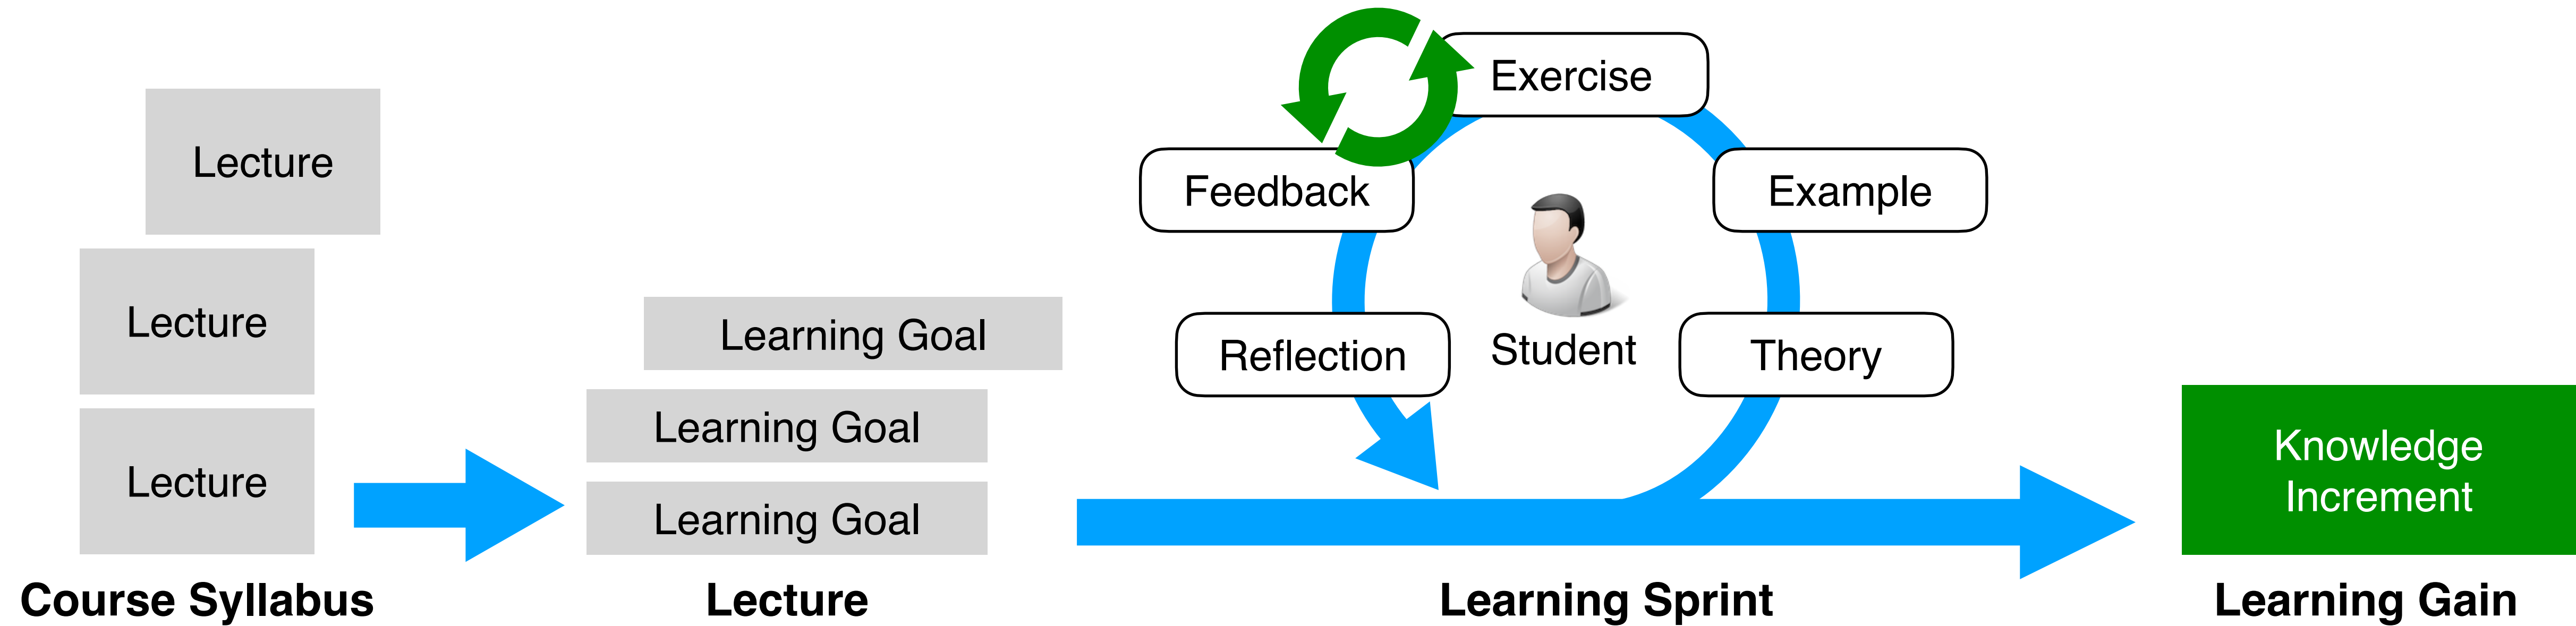 Lecture
Lecture
Lecture
Course Syllabus
Learning Goal
Learning Goal
Learning Goal
Lecture
Exercise
Feedback
Example
Reflection
Student
Theory
Learning Sprint
Knowledge
Increment
Learning Gain